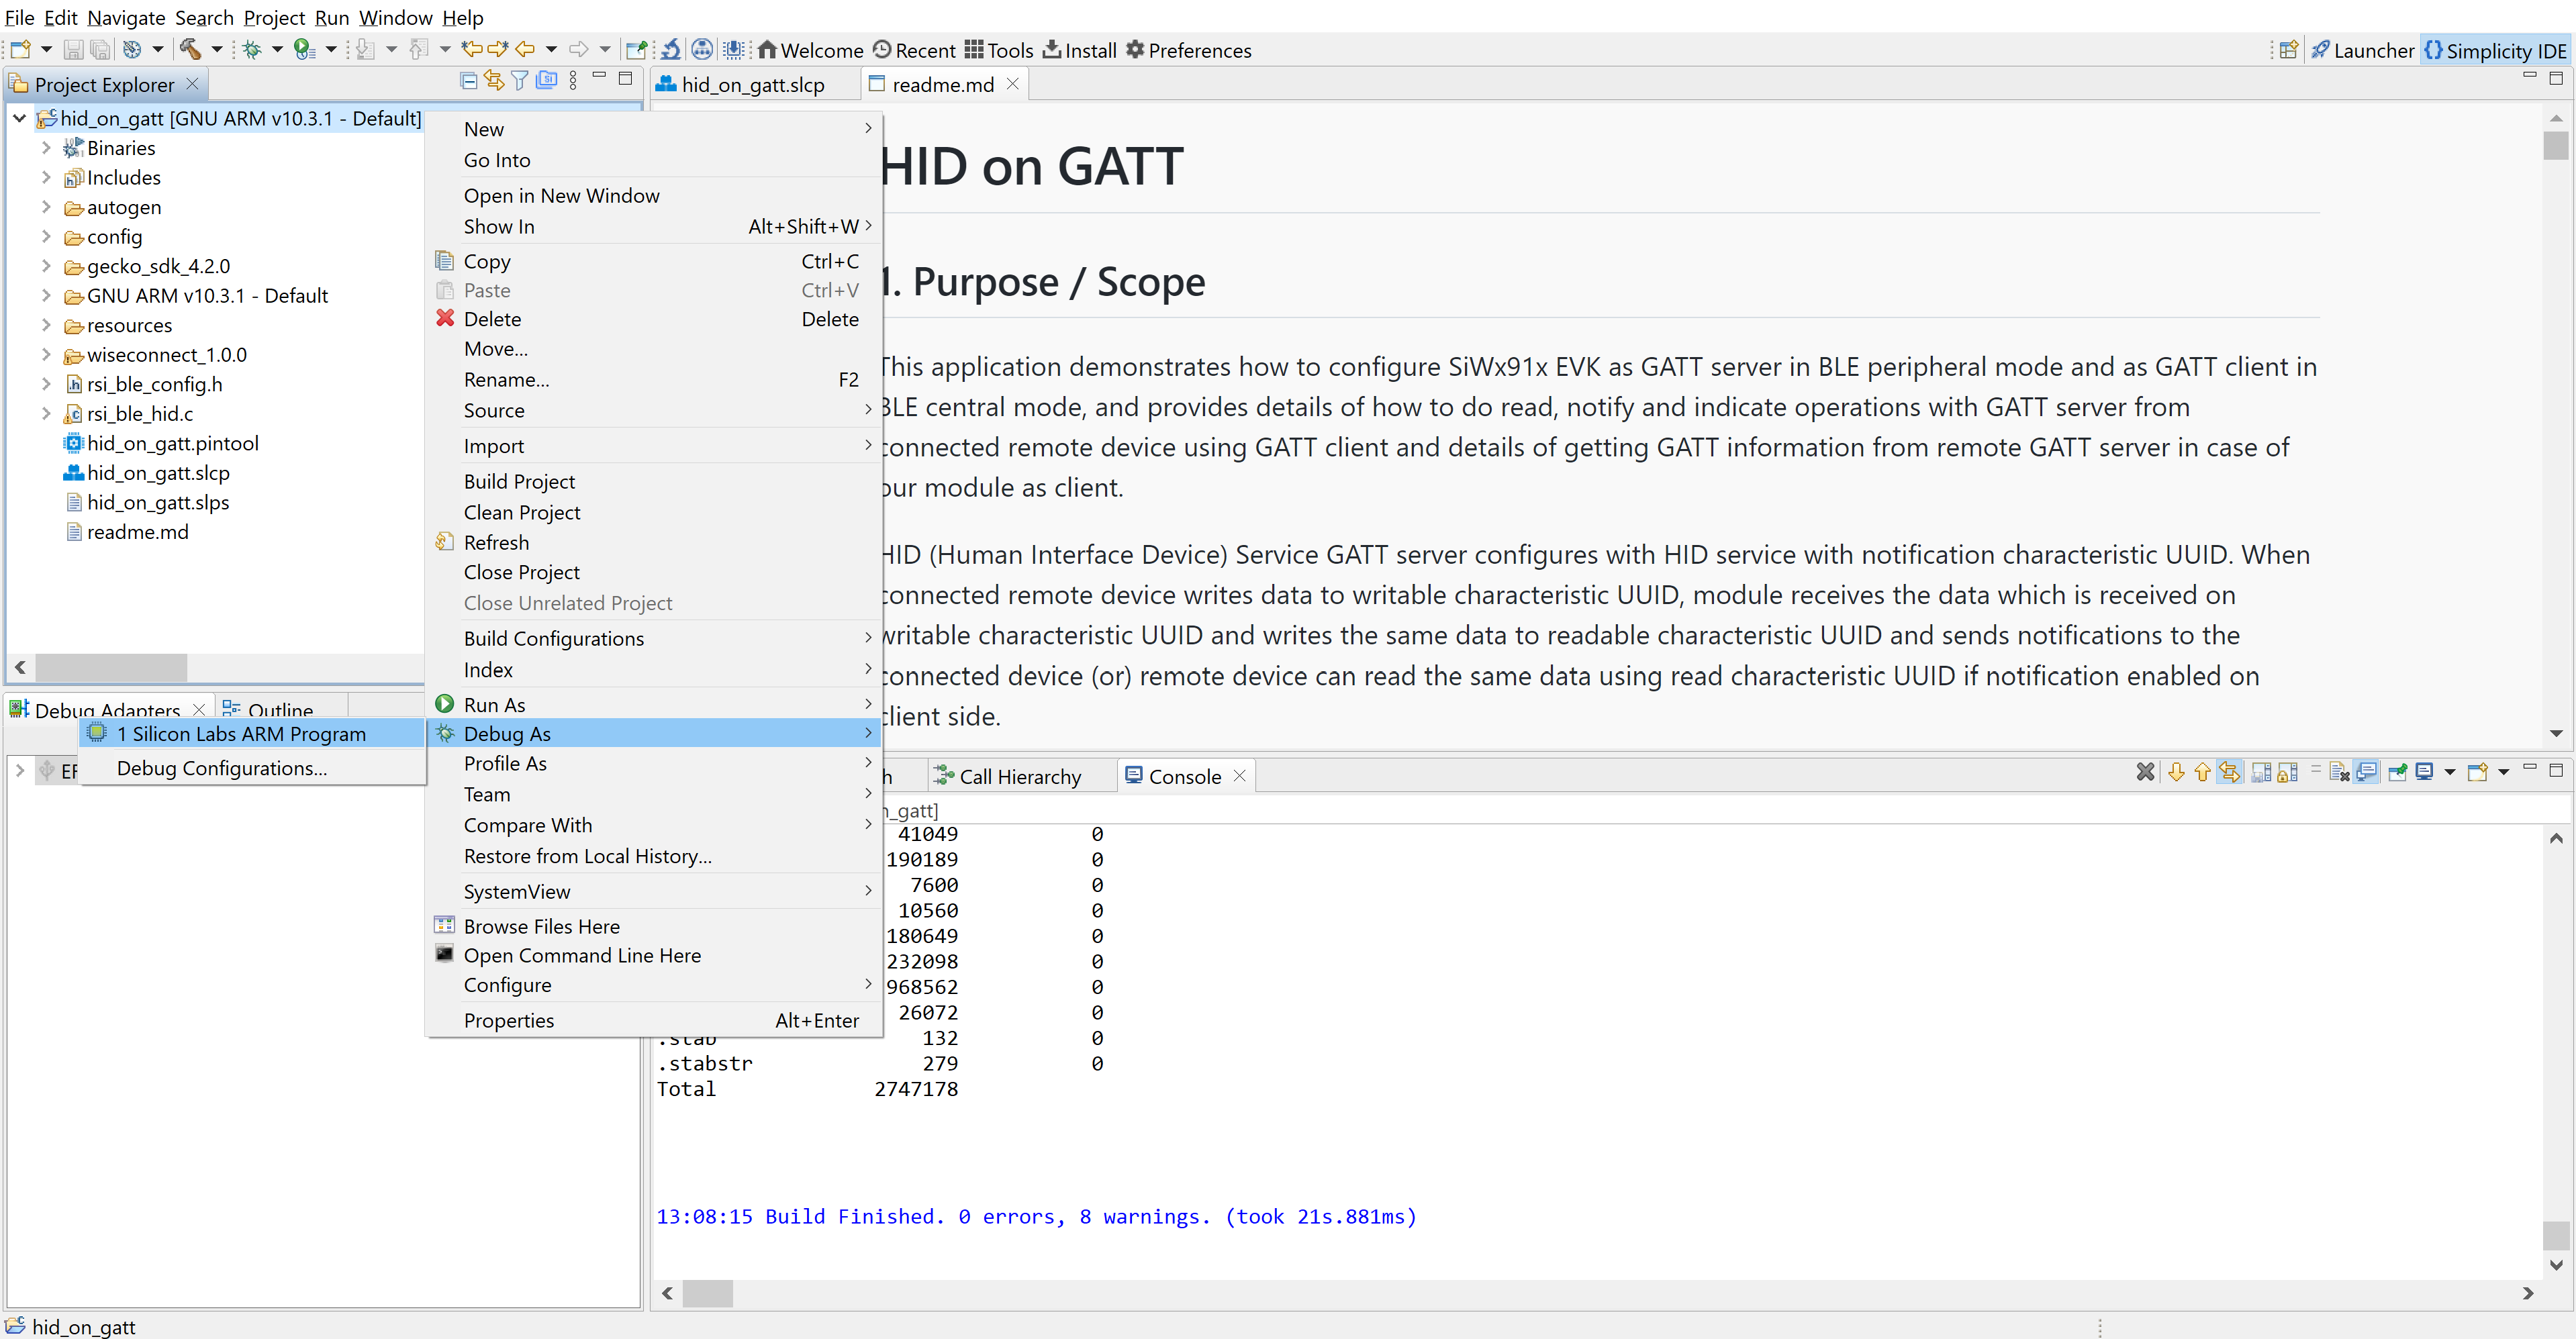 File Edit Navigate Search Project Run Window Help
Welcome Recent Tools Install Preferences Launcher Simplicity IDE
Project Explorer
hid_on_gatt [GNU ARM v10.3.1 - Default]
Binaries
Includes
autogen
config
gecko_sdk_4.2.0
GNU ARM v10.3.1 - Default
resources
wiseconnect_1.0.0
rsi_ble_config.h
rsi_ble_hid.c
hid_on_gatt.pintool
hid_on_gatt.slcp
hid_on_gatt.slps
readme.md
Debug Adapters Outline
1 Silicon Labs ARM Program
Debug Configurations...
New
Go Into
Open in New Window
Show In Alt+Shift+W
Copy Ctrl+C
Paste Ctrl+V
Delete Delete
Move...
Rename... F2
Source
Import
Build Project
Clean Project
Refresh
Close Project
Close Unrelated Project
Build Configurations
Index
Run As
Debug As
Profile As
Team
Compare With
Restore from Local History...
SystemView
Browse Files Here
Open Command Line Here
Configure
Properties Alt+Enter
hid_on_gatt.slcp readme.md
HID on GATT
1. Purpose / Scope
This application demonstrates how to configure SiWx91x EVK as GATT server in BLE peripheral mode and as GATT client in
BLE central mode, and provides details of how to do read, notify and indicate operations with GATT server from
connected remote device using GATT client and details of getting GATT information from remote GATT server in case of
our module as client.
HID (Human Interface Device) Service GATT server configures with HID service with notification characteristic UUID. When
connected remote device writes data to writable characteristic UUID, module receives the data which is received on
writable characteristic UUID and writes the same data to readable characteristic UUID and sends notifications to the
connected device (or) remote device can read the same data using read characteristic UUID if notification enabled on
client side.
Call Hierarchy Console
n_gatt]
41049 0
190189 0
7600 0
10560 0
180649 0
232098 0
968562 0
26072 0
.stab 132 0
.stabstr 279 0
Total 2747178
13:08:15 Build Finished. 0 errors, 8 warnings. (took 21s.881ms)
hid_on_gatt